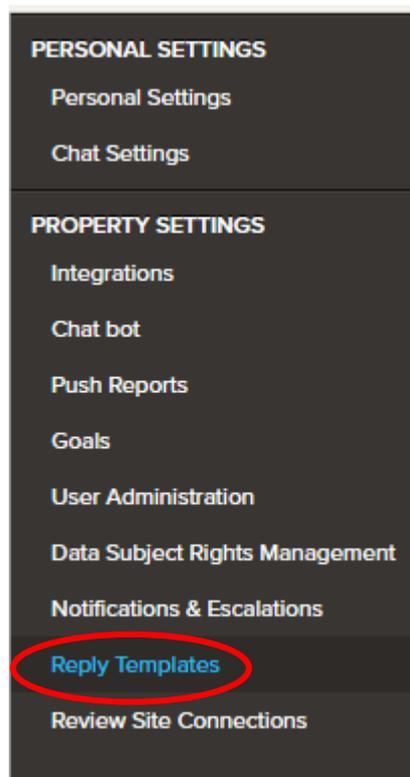 PERSONAL SETTINGS
Personal Settings
Chat Settings
PROPERTY SETTINGS
Integrations
Chat bot
Push Reports
Goals
User Administration
Data Subject Rights Management
Notifications & Escalations
Reply Templates
Review Site Connections